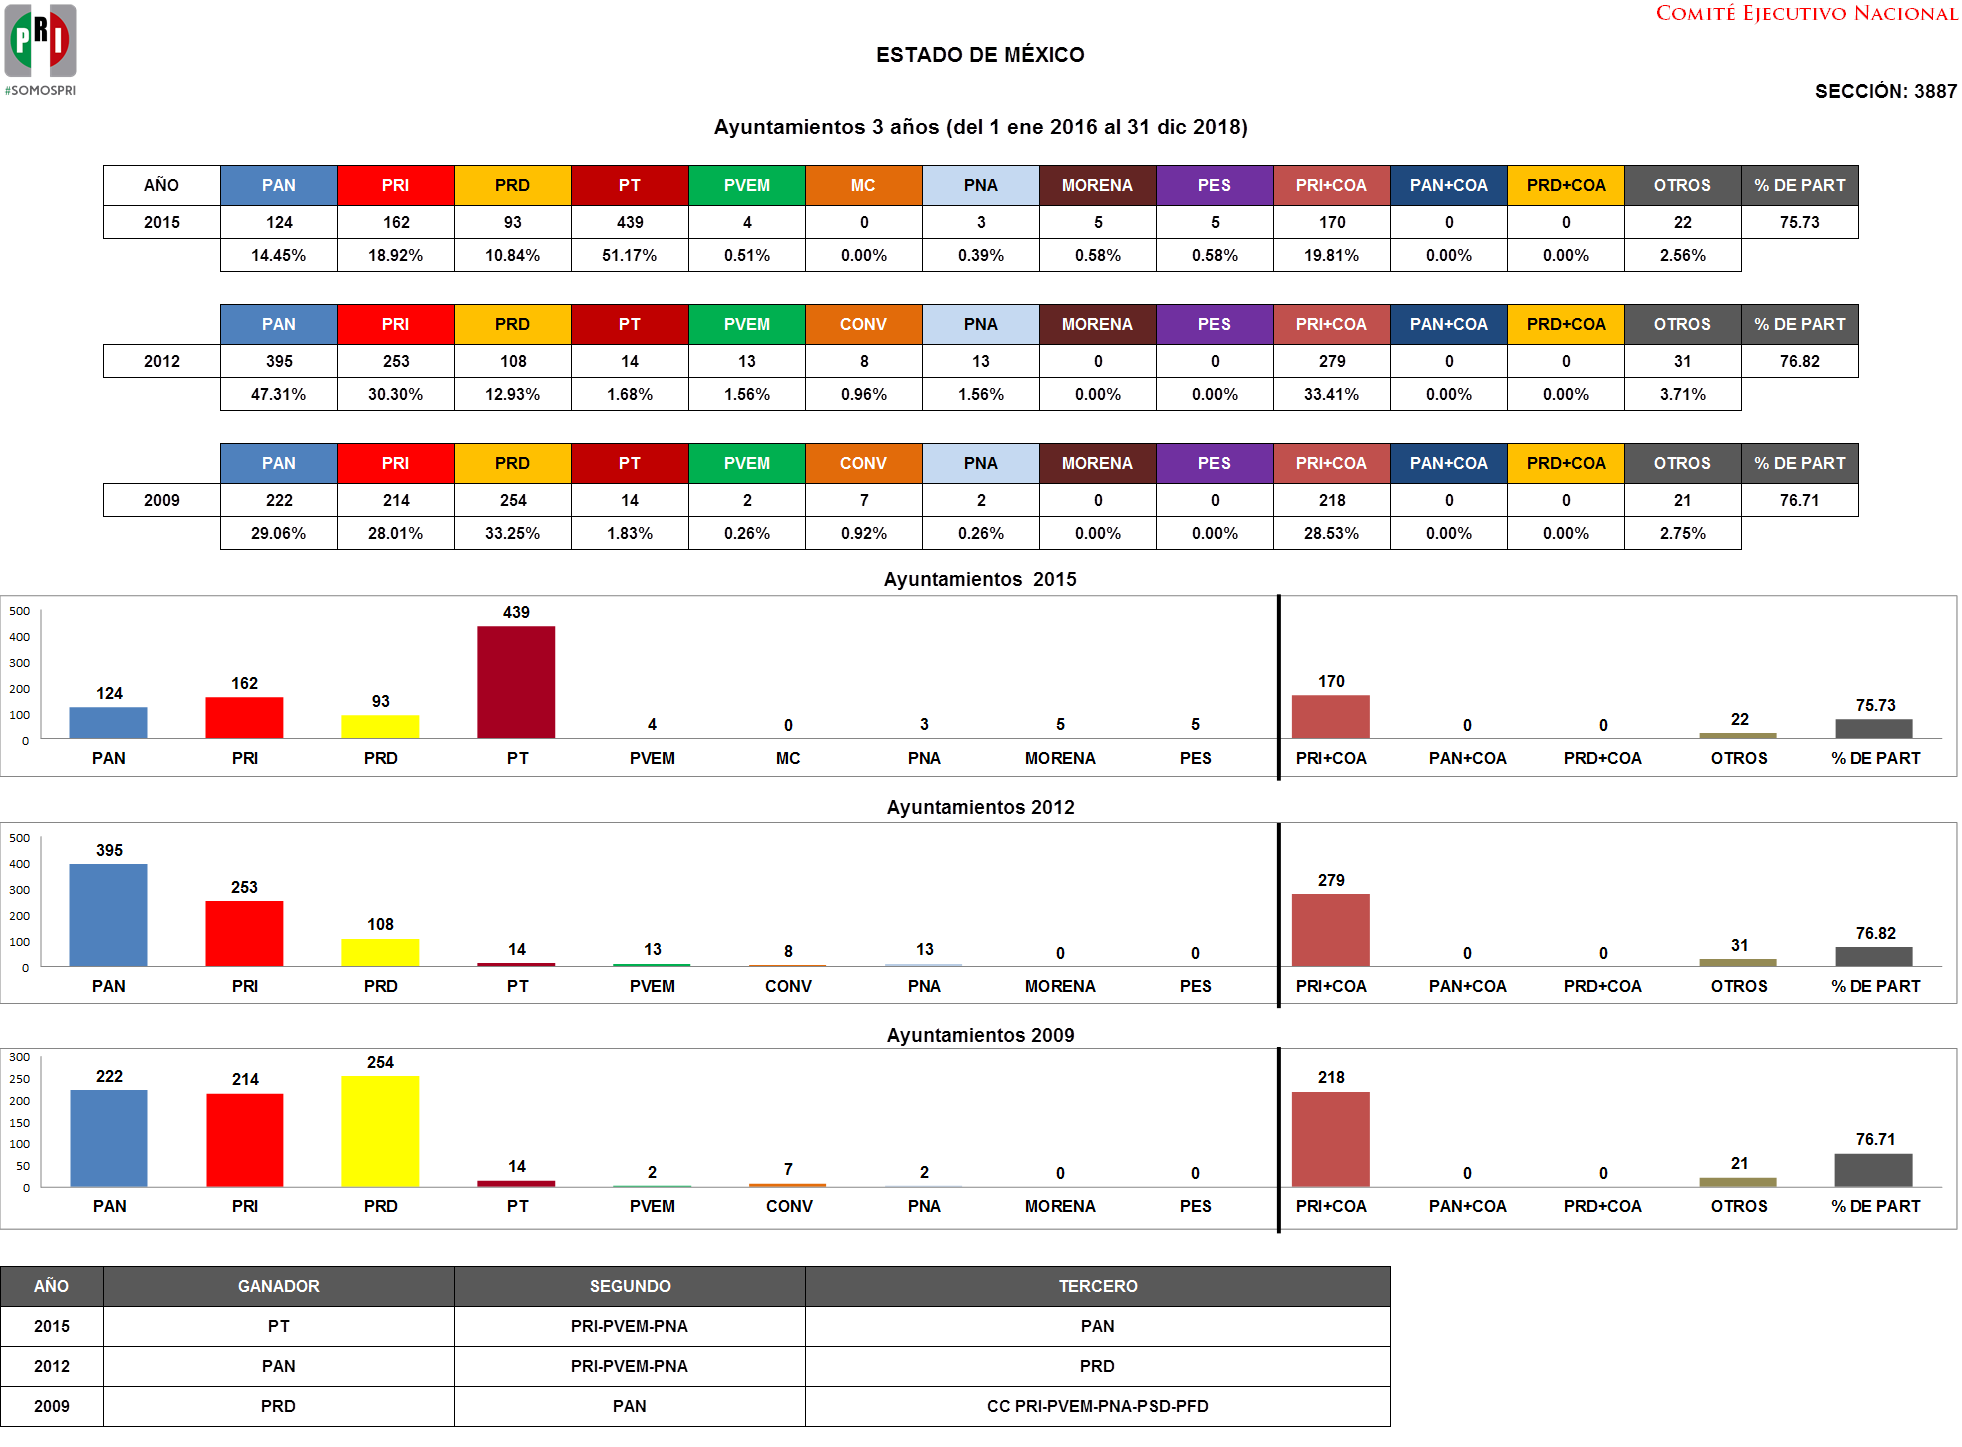 PRI
#SOMOSPRI
COMITÉ EJECUTIVO NACIONAL
ESTADO DE MÉXICO
SECCIÓN: 3887
Ayuntamientos 3 años (del 1 ene 2016 al 31 dic 2018)
AÑO PAN PRI PRD PT PVEM MC PNA MORENA PES PRI+COA PAN+COA PRD+COA OTROS % DE PART
2015 124 162 93 439 4 0 3 5 5 170 0 0 22 75.73
14.45% 18.92% 10.84% 51.17% 0.51% 0.00% 0.39% 0.58% 0.58% 19.81% 0.00% 0.00% 2.56%
PAN PRI PRD PT PVEM CONV PNA MORENA PES PRI+COA PAN+COA PRD+COA OTROS % DE PART
2012 395 253 108 14 13 8 13 0 0 279 0 0 31 76.82
47.31% 30.30% 12.93% 1.68% 1.56% 0.96% 1.56% 0.00% 0.00% 33.41% 0.00% 0.00% 3.71%
PAN PRI PRD PT PVEM CONV PNA MORENA PES PRI+COA PAN+COA PRD+COA OTROS % DE PART
2009 222 214 254 14 2 7 2 0 0 218 0 0 21 76.71
29.06% 28.01% 33.25% 1.83% 0.26% 0.92% 0.26% 0.00% 0.00% 28.53% 0.00% 0.00% 2.75%
Ayuntamientos 2015
500
400
300
200
100
0
124 162 93 439 4 0 3 5 5 170 0 0 22 75.73
PAN PRI PRD PT PVEM MC PNA MORENA PES PRI+COA PAN+COA PRD+COA OTROS % DE PART
Ayuntamientos 2012
500
400
300
200
100
0
395 253 108 14 13 8 13 0 0 279 0 0 31 76.82
PAN PRI PRD PT PVEM CONV PNA MORENA PES PRI+COA PAN+COA PRD+COA OTROS % DE PART
Ayuntamientos 2009
300
250
200
150
100
50
0
222 214 254 14 2 7 2 0 0 218 0 0 21 76.71
PAN PRI PRD PT PVEM CONV PNA MORENA PES PRI+COA PAN+COA PRD+COA OTROS % DE PART
AÑO GANADOR SEGUNDO TERCERO
2015 PT PRI-PVEM-PNA PAN
2012 PAN PRI-PVEM-PNA PRD
2009 PRD PAN CC PRI-PVEM-PNA-PSD-PFD